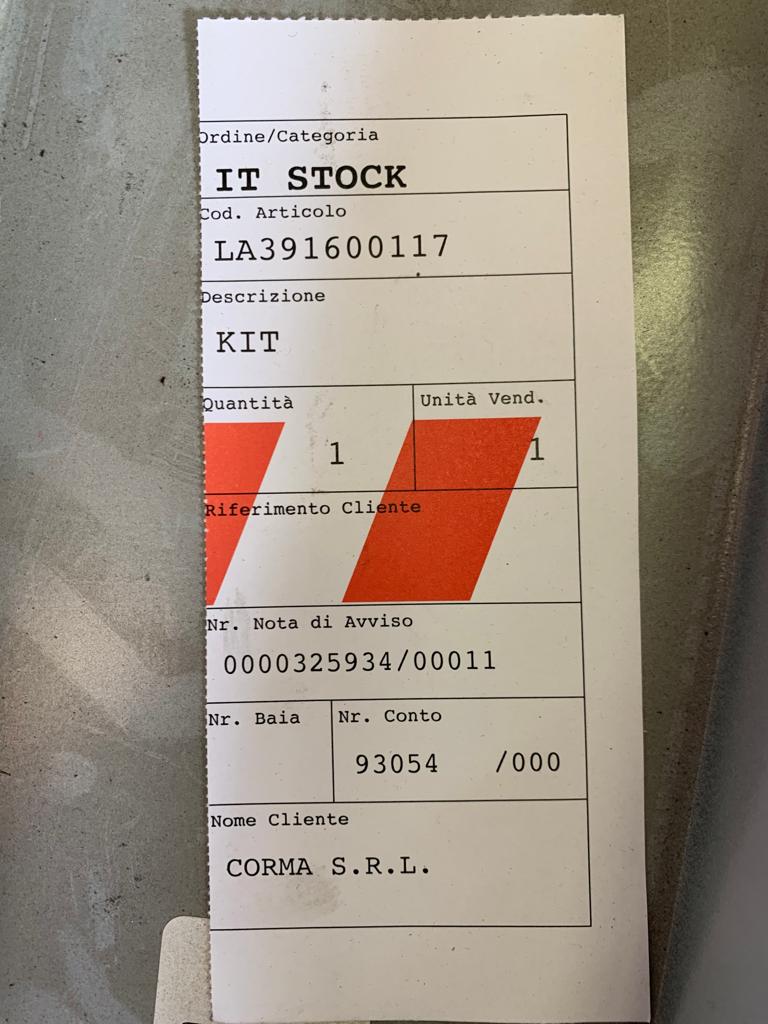 Ordine/Categoria
IT STOCK
Cod. Articolo
LA391600117
Descrizione
KIT
Quantità
Unità Vend.
1
1
Riferimento Cliente
Nr. Nota di Avviso
0000325934/00011
Nr. Baia
Nr. Conto
93054 /000
Nome Cliente
CORMA S.R.L.